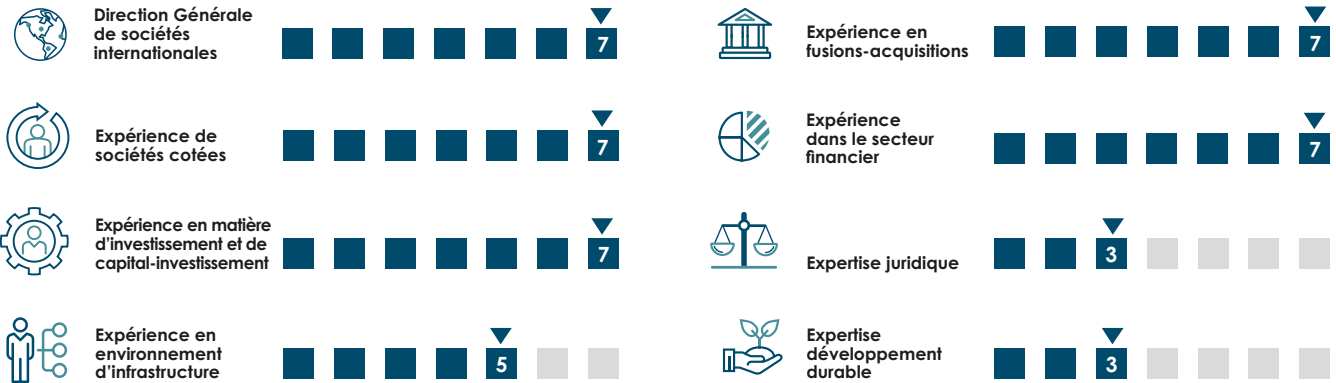 Direction Générale
de sociétés
internationales
7
Expérience en
fusions-acquisitions
7
Expérience de
sociétés cotées
7
Expérience
dans le secteur
financier
7
Expérience en matière
d'investissement et de
capital-investissement
7
Expertise juridique
3
Expérience en
environnement
d'infrastructure
5
Expertise
développement
durable
3